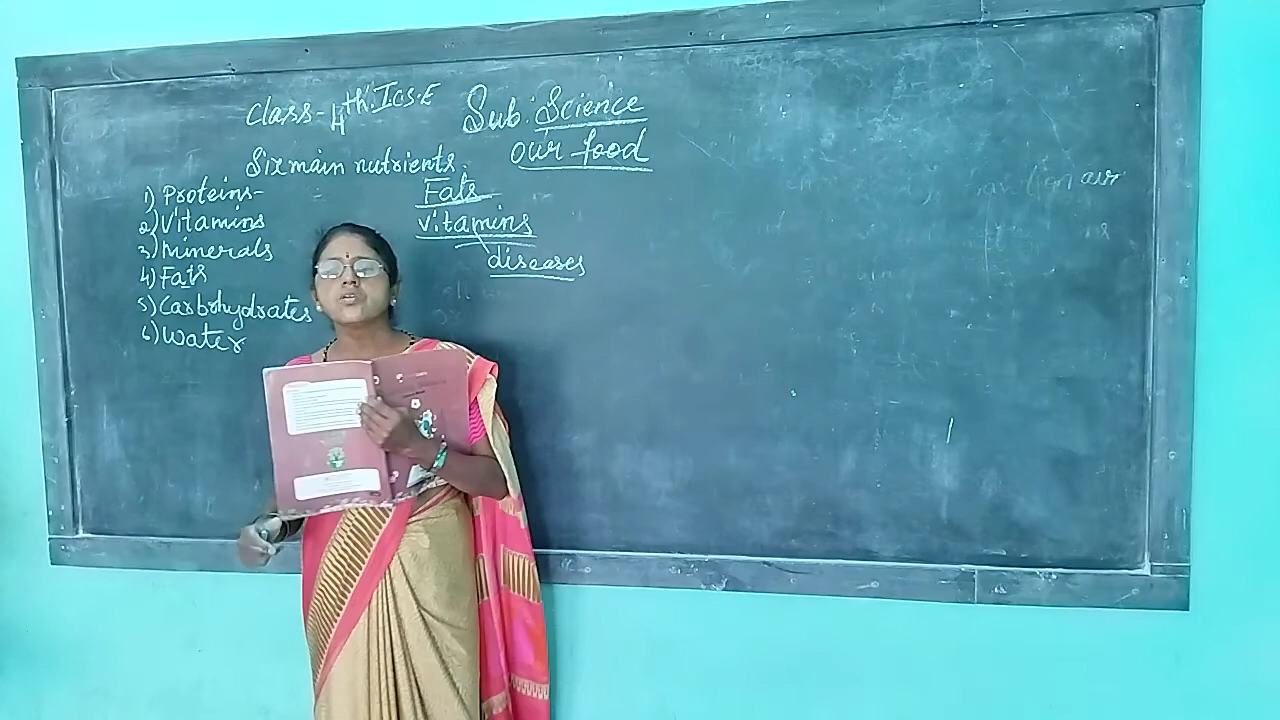 Class-4th.I.C.S.E
Sub: Science
our food
Six main nutrients.
1) Proteins-
2) Vitamins
3) Minerals
4) Fats
5) Carbohydrates
6) Water
Fats
Vitamins
diseases